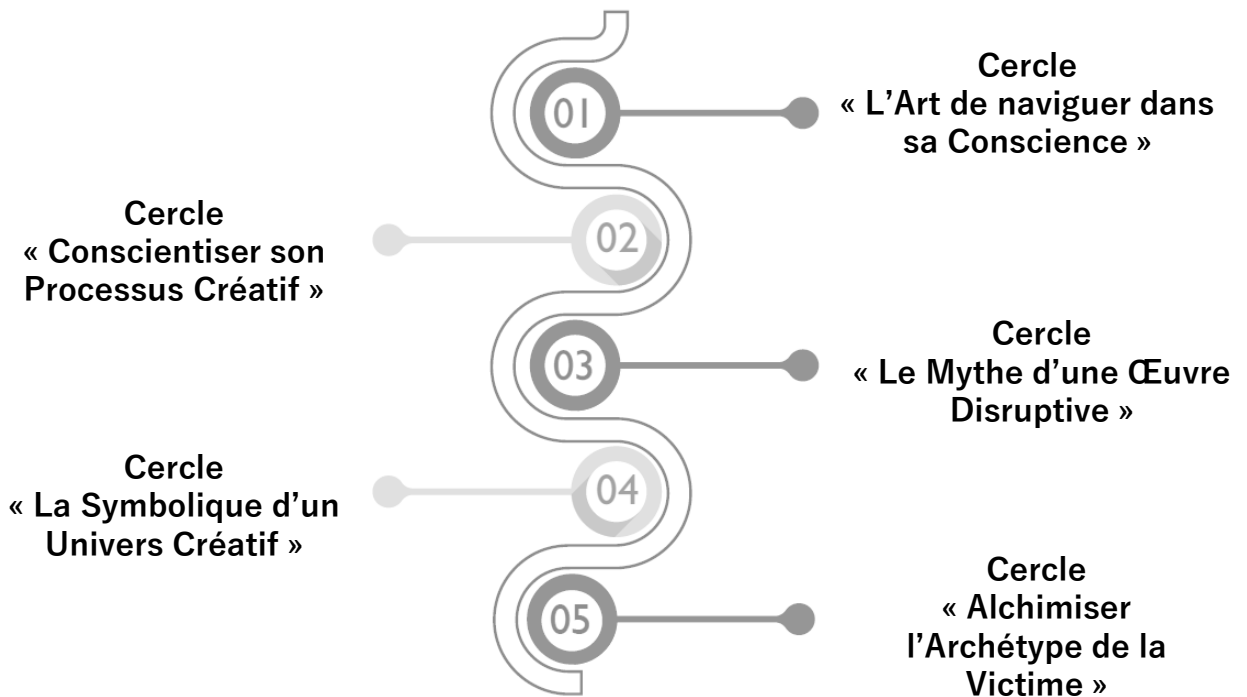 01
Cercle
« L’Art de naviguer dans
sa Conscience »
Cercle
« Conscientiser son
Processus Créatif »
02
03
Cercle
« Le Mythe d’une Œuvre
Disruptive »
Cercle
« La Symbolique d’un
Univers Créatif »
04
05
Cercle
« Alchimiser
l’Archétype de la
Victime »